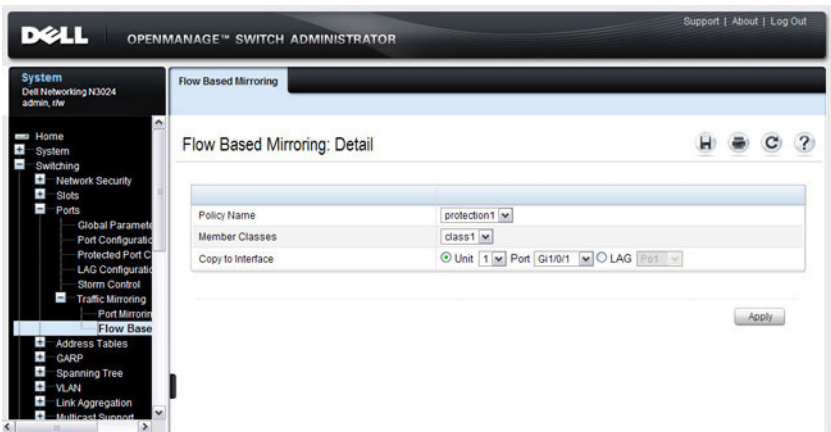 Support | About | Log Out
DELL OPENMANAGE™ SWITCH ADMINISTRATOR
System
Dell Networking N3024
admin, r/w
Flow Based Mirroring
Home
System
Switching
Network Security
Slots
Ports
Global Paramete
Port Configuratio
Protected Port C
LAG Configuratio
Storm Control
Traffic Mirroring
Port Mirrorin
Flow Base
Address Tables
GARP
Spanning Tree
VLAN
Link Aggregation
Multicast Support
Flow Based Mirroring: Detail
Policy Name protection1
Member Classes class1
Copy to Interface Unit 1 Port Gi1/0/1 LAG Po1
Apply